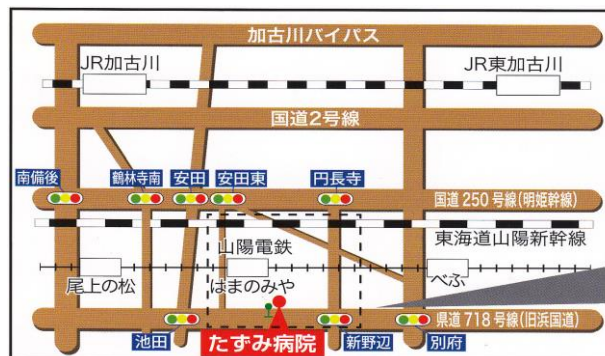 加古川バイパス
JR加古川
JR東加古川
国道2号線
南備後
鶴林寺南
安田
安田東
円長寺
国道250号線(明姫幹線)
東海道山陽新幹線
山陽電鉄
尾上の松
はまのみや
べふ
県道718号線(旧浜国道)
池田
たずみ病院
新野辺
別府